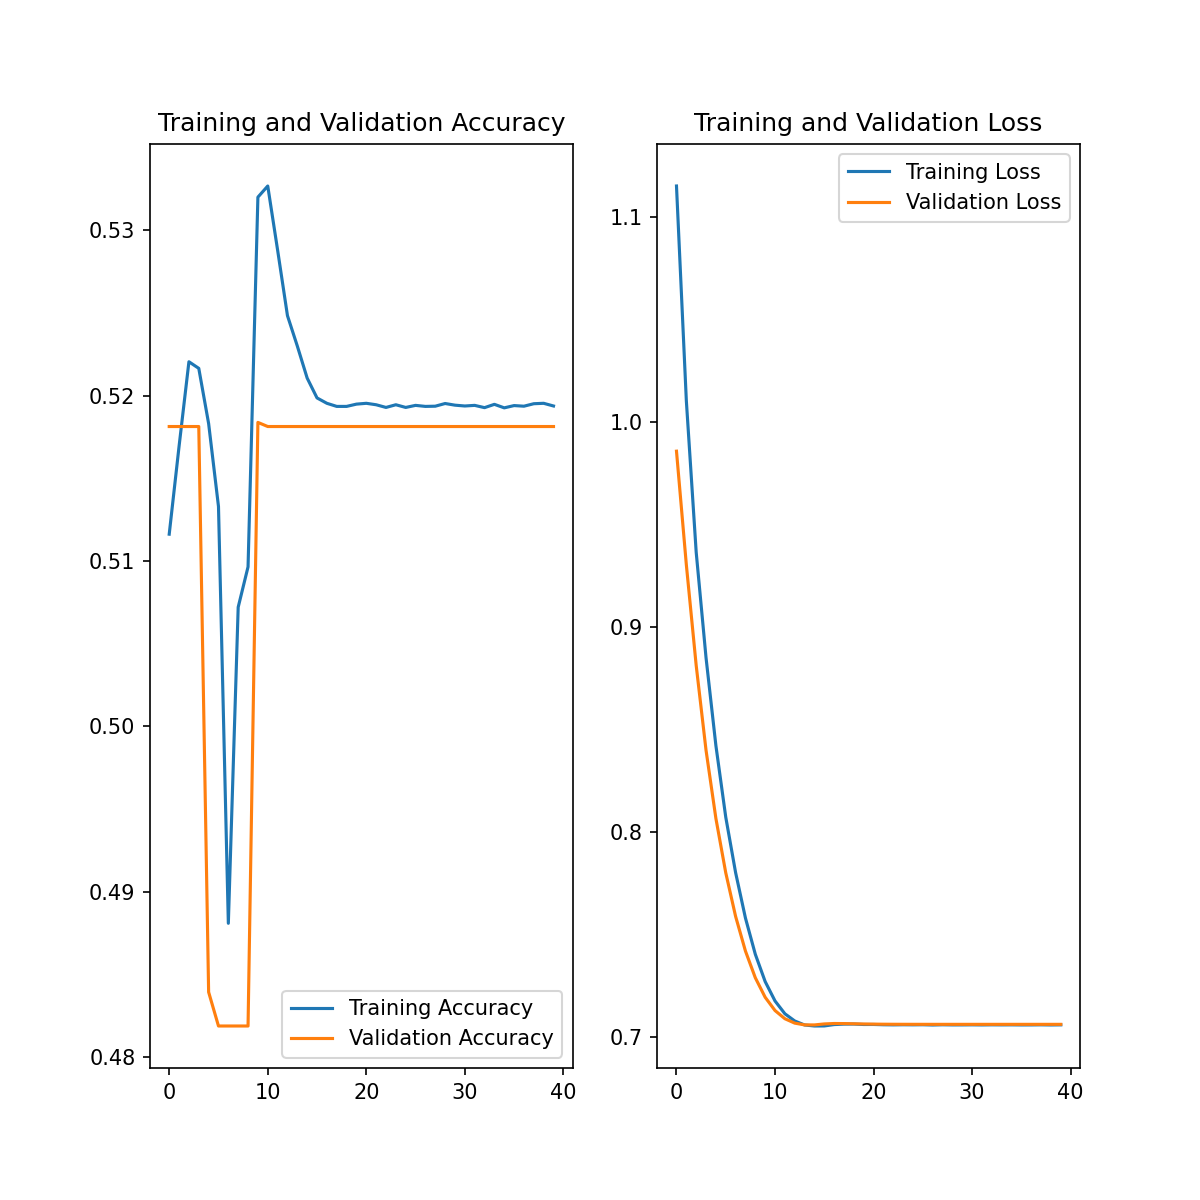 Training and Validation Accuracy
0.53
0.52
0.51
0.50
0.49
0.48
Training Accuracy
Validation Accuracy
0 10 20 30 40
Training and Validation Loss
Training Loss
Validation Loss
1.1
1.0
0.9
0.8
0.7
0 10 20 30 40